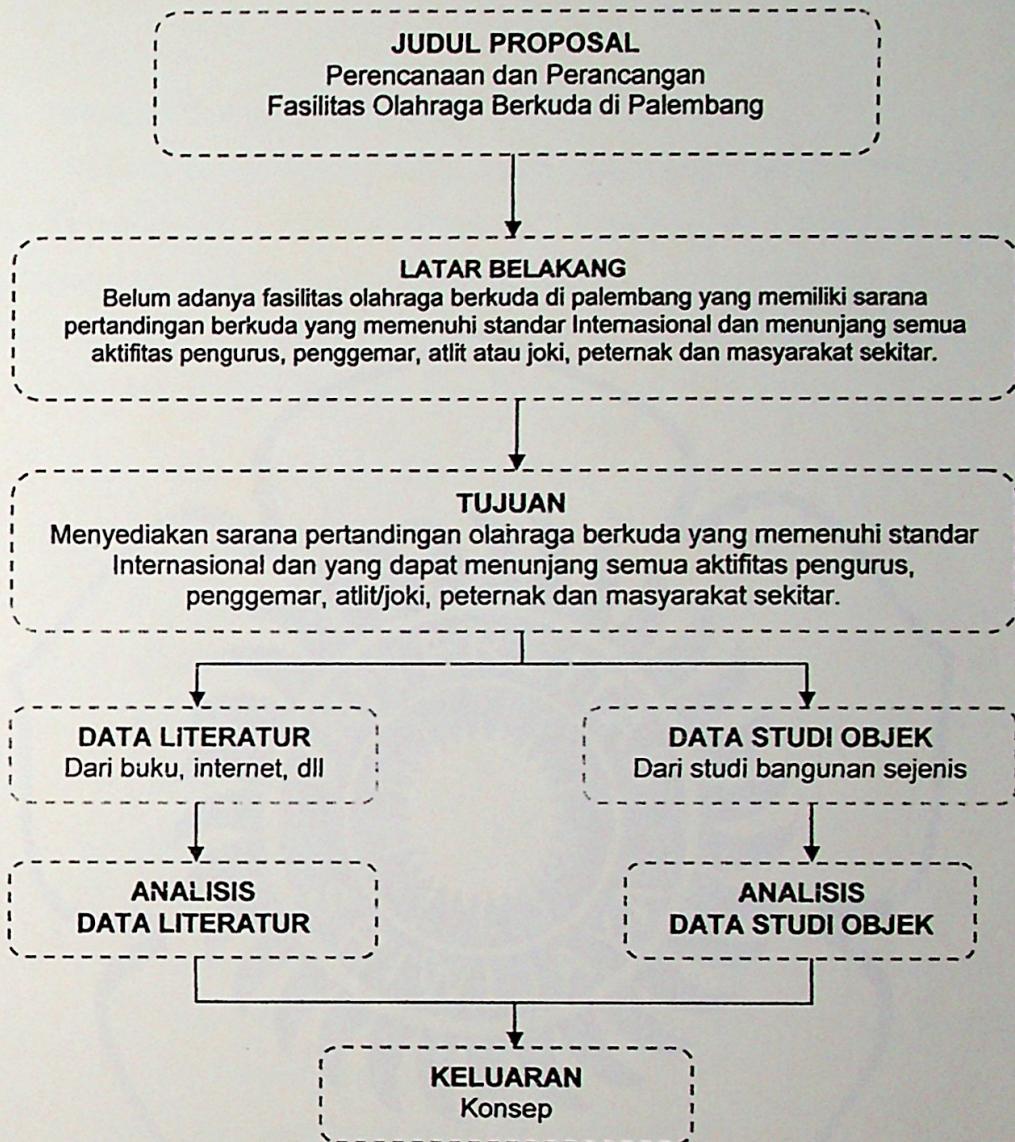 JUDUL PROPOSAL
Perencanaan dan Perancangan
Fasilitas Olahraga Berkuda di Palembang
LATAR BELAKANG
Belum adanya fasilitas olahraga berkuda di palembang yang memiliki sarana
pertandingan berkuda yang memenuhi standar Internasional dan menunjang semua
aktifitas pengurus, penggemar, atlit atau joki, peternak dan masyarakat sekitar.
TUJUAN
Menyediakan sarana pertandingan olahraga berkuda yang memenuhi standar
Internasional dan yang dapat menunjang semua aktifitas pengurus,
penggemar, atlit/joki, peternak dan masyarakat sekitar.
DATA LITERATUR
Dari buku, internet, dll
DATA STUDI OBJEK
Dari studi bangunan sejenis
ANALISIS
DATA LITERATUR
ANALISIS
DATA STUDI OBJEK
KELUARAN
Konsep